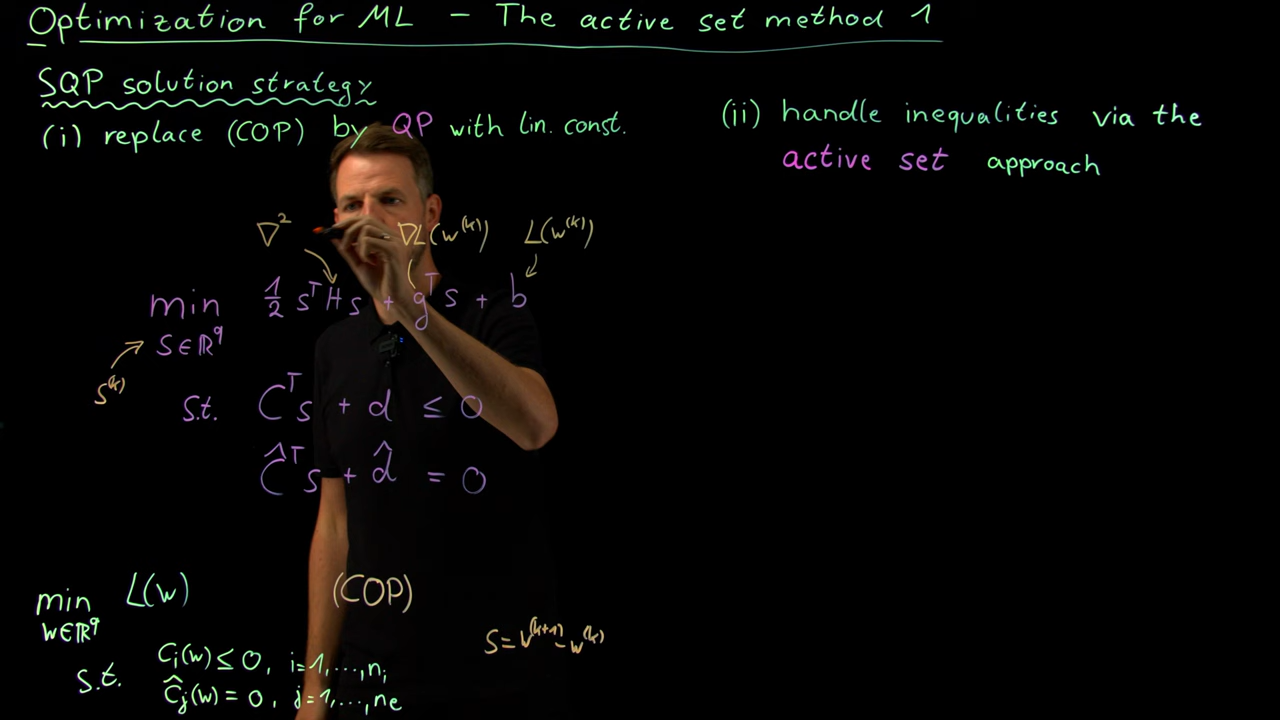 Optimization for ML – The active set method 1
SQP solution strategy
(i) replace (COP) by QP with lin. const.
∇² ∇L(w⁽ᵏ⁾) L(w⁽ᵏ⁾)
min ½ sᵀHs + gᵀs + b
s∈ℝ^q
s⁽ᵏ⁾
s.t. Cᵀs + d ≤ 0
Ĉᵀs + d̂ = 0
(COP)
min L(w)
w∈ℝ^q
s.t. cᵢ(w) ≤ 0, i=1,...,nᵢ
ĉⱼ(w) = 0, j=1,...,nₑ
s = w⁽ᵏ⁺¹⁾ - w⁽ᵏ⁾
(ii) handle inequalities via the
active set approach